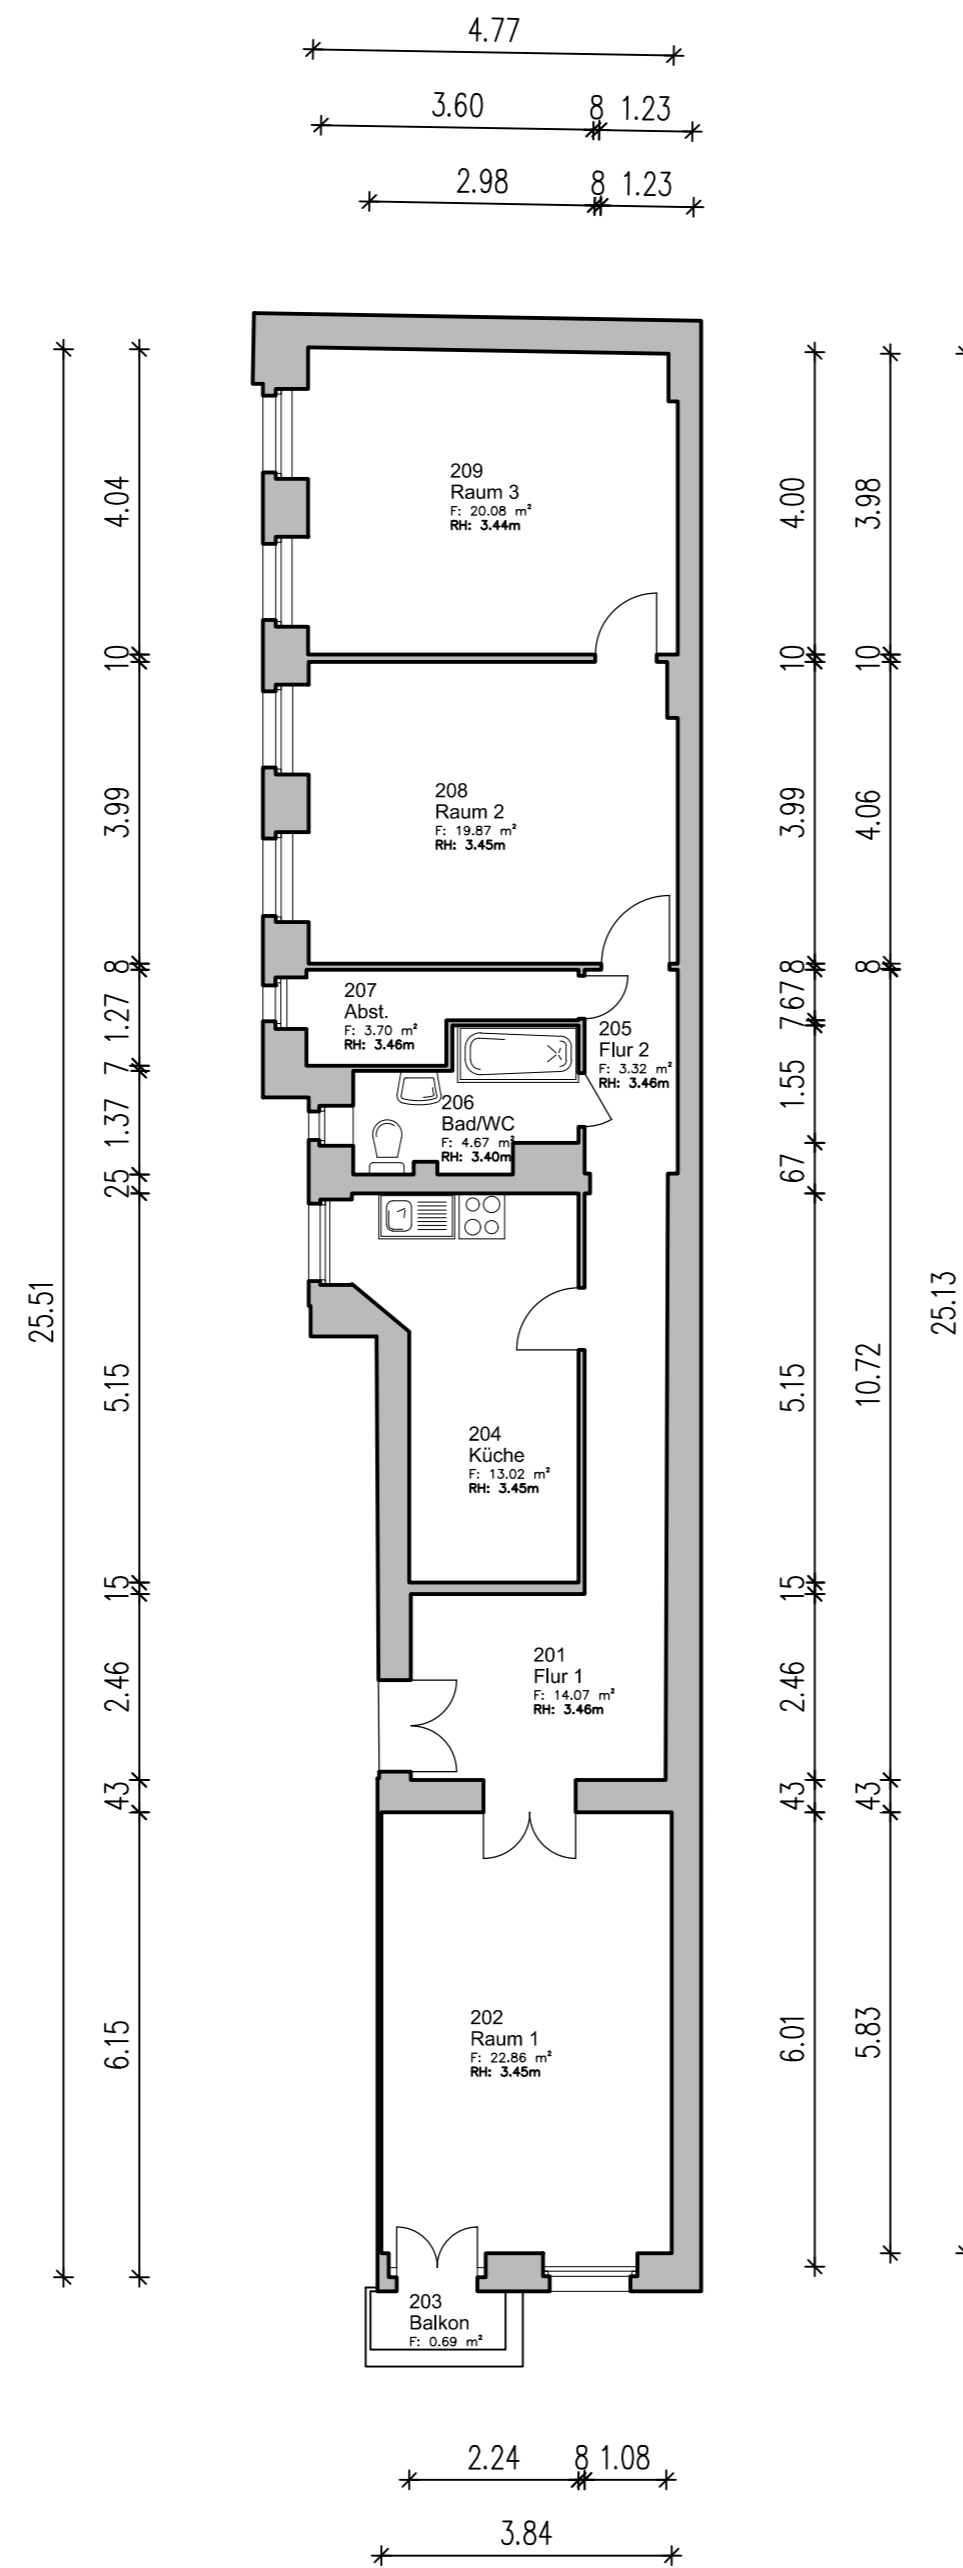 4.77
3.60 8 1.23
2.98 8 1.23
209
Raum 3
F: 20.08 m²
RH: 3.44m
208
Raum 2
F: 19.87 m²
RH: 3.45m
207
Abst.
F: 3.70 m²
RH: 3.46m
205
Flur 2
F: 3.32 m²
RH: 3.46m
206
Bad/WC
F: 4.67 m²
RH: 3.40m
204
Küche
F: 13.02 m²
RH: 3.45m
201
Flur 1
F: 14.07 m²
RH: 3.46m
202
Raum 1
F: 22.86 m²
RH: 3.45m
203
Balkon
F: 0.69 m²
25.51
4.04
10
3.99
8
1.27
7
1.37
25
5.15
15
2.46
43
6.15
4.00
10
3.99
8
67
7
1.55
67
5.15
15
2.46
43
6.01
3.98
10
4.06
8
10.72
43
5.83
25.13
2.24 8 1.08
3.84